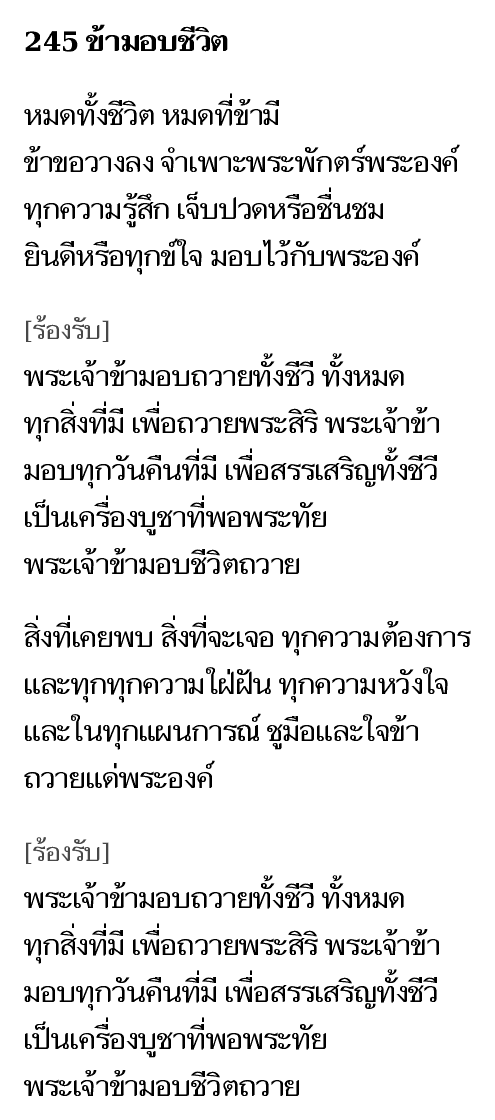 245 ข้ามอบชีวิต
หมดทั้งชีวิต หมดที่ข้ามี
ข้าขอวางลง จำเพาะพระพักตร์พระองค์
ทุกความรู้สึก เจ็บปวดหรือชื่นชม
ยินดีหรือทุกข์ใจ มอบไว้กับพระองค์
[ร้องรับ]
พระเจ้าข้ามอบถวายทั้งชีวี ทั้งหมด
ทุกสิ่งที่มี เพื่อถวายพระสิริ พระเจ้าข้า
มอบทุกวันคืนที่มี เพื่อสรรเสริญทั้งชีวี
เป็นเครื่องบูชาที่พอพระทัย
พระเจ้าข้ามอบชีวิตถวาย
สิ่งที่เคยพบ สิ่งที่จะเจอ ทุกความต้องการ
และทุกทุกความใฝ่ฝัน ทุกความหวังใจ
และในทุกแผนการณ์ ชูมือและใจข้า
ถวายแด่พระองค์
[ร้องรับ]
พระเจ้าข้ามอบถวายทั้งชีวี ทั้งหมด
ทุกสิ่งที่มี เพื่อถวายพระสิริ พระเจ้าข้า
มอบทุกวันคืนที่มี เพื่อสรรเสริญทั้งชีวี
เป็นเครื่องบูชาที่พอพระทัย
พระเจ้าข้ามอบชีวิตถวาย